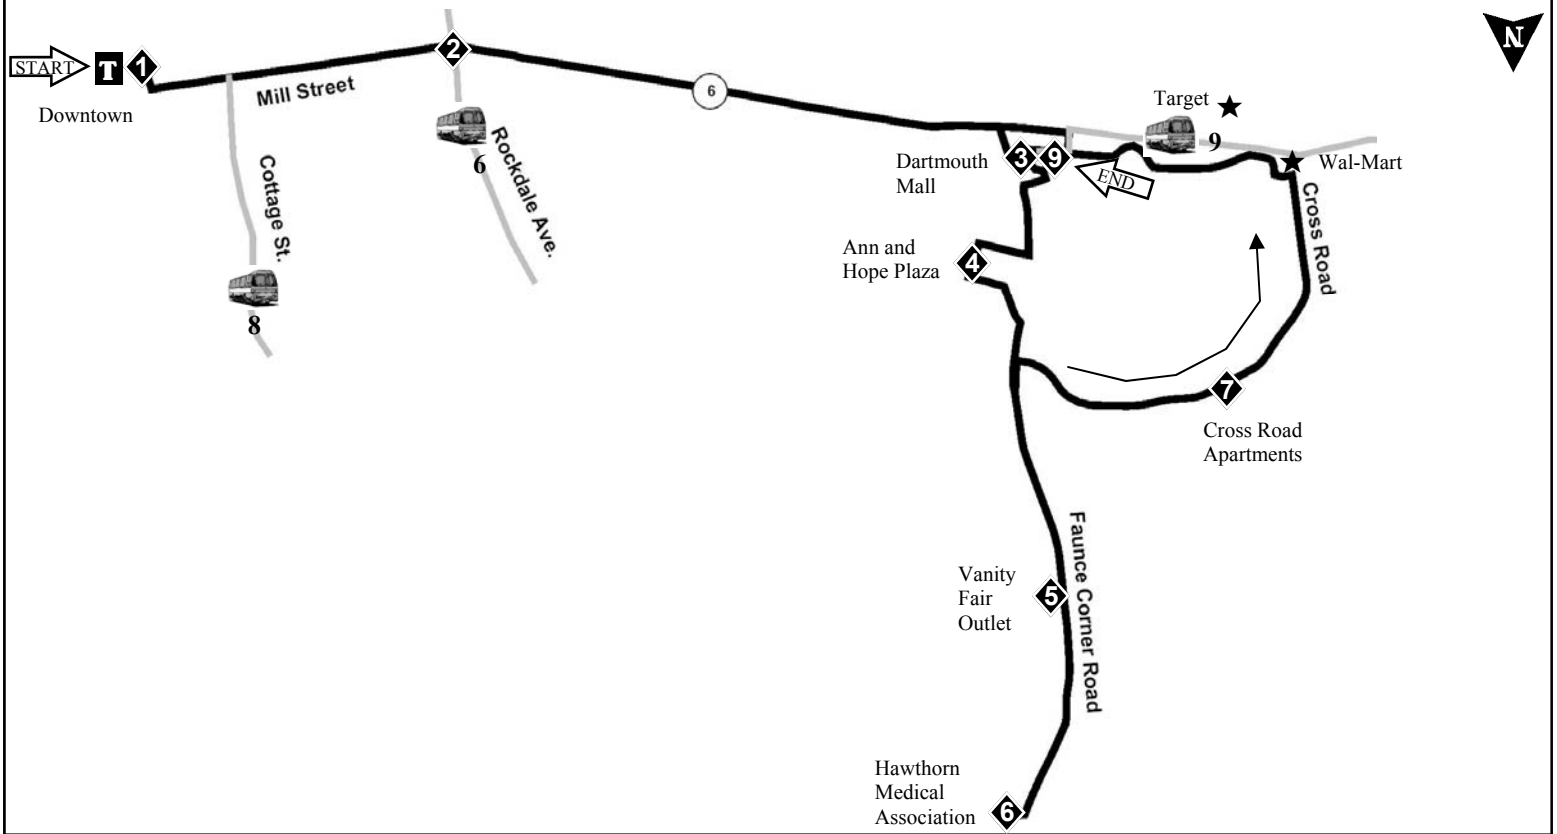 START
T
1
Downtown
Mill Street
2
6
Rockdale Ave.
6
Cottage St.
8
N
Target
9
Wal-Mart
Dartmouth
Mall
3
9
END
Cross Road
Ann and
Hope Plaza
4
7
Cross Road
Apartments
Vanity
Fair
Outlet
5
Faunce Corner Road
Hawthorn
Medical
Association
6